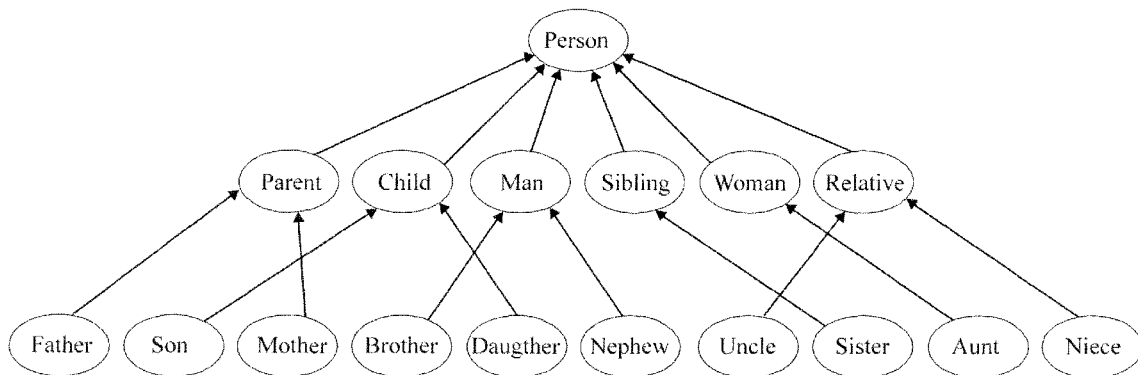 Person
Parent Child Man Sibling Woman Relative
Father Son Mother Brother Daugther Nephew Uncle Sister Aunt Niece